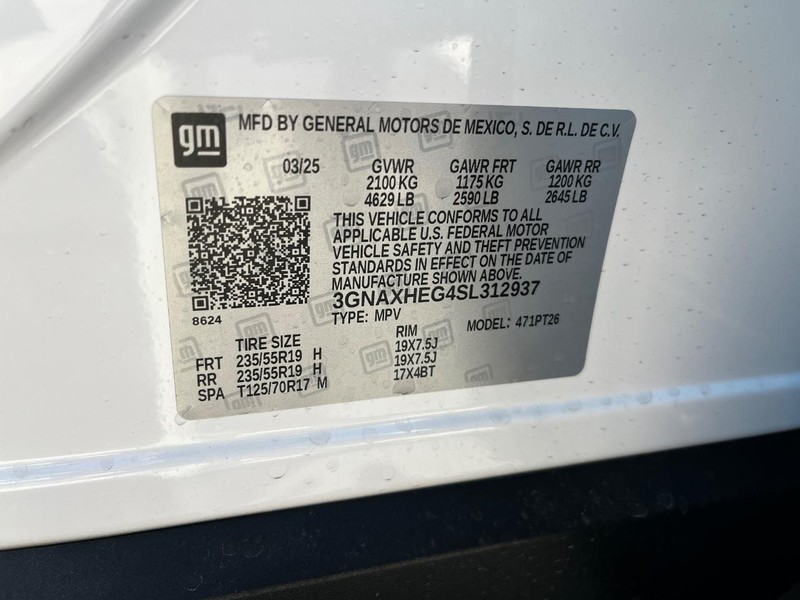 gm
MFD BY GENERAL MOTORS DE MEXICO, S. DE R.L. DE C.V.
03/25 GVWR GAWR FRT GAWR RR
2100 KG 1175 KG 1200 KG
4629 LB 2590 LB 2645 LB
THIS VEHICLE CONFORMS TO ALL
APPLICABLE U.S. FEDERAL MOTOR
VEHICLE SAFETY AND THEFT PREVENTION
STANDARDS IN EFFECT ON THE DATE OF
MANUFACTURE SHOWN ABOVE.
3GNAXHEG4SL312937
8624 TYPE: MPV MODEL: 471PT26
TIRE SIZE RIM
FRT 235/55R19 H 19X7.5J
RR 235/55R19 H 19X7.5J
SPA T125/70R17 M 17X4BT